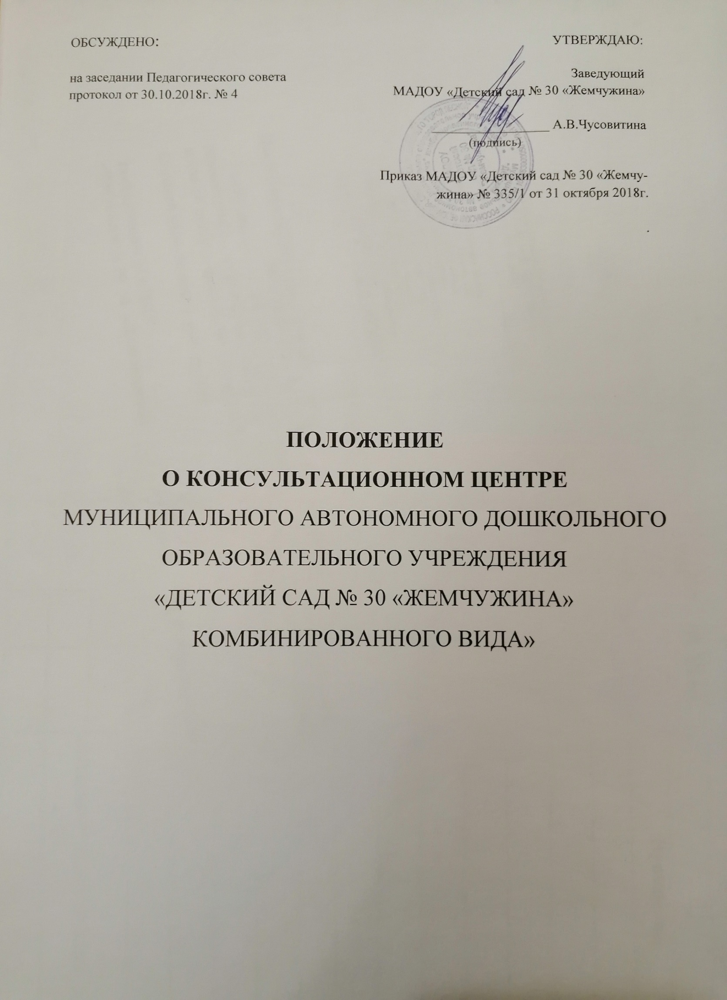 ОБСУЖДЕНО:
на заседании Педагогического совета
протокол от 30.10.2018г. № 4
УТВЕРЖДАЮ:
Заведующий
МАДОУ «Детский сад № 30 «Жемчужина»
А.В.Чусовитина
(подпись)
Приказ МАДОУ «Детский сад № 30 «Жемчу-
жина» № 335/1 от 31 октября 2018г.
ПОЛОЖЕНИЕ
О КОНСУЛЬТАЦИОННОМ ЦЕНТРЕ
МУНИЦИПАЛЬНОГО АВТОНОМНОГО ДОШКОЛЬНОГО
ОБРАЗОВАТЕЛЬНОГО УЧРЕЖДЕНИЯ
«ДЕТСКИЙ САД № 30 «ЖЕМЧУЖИНА»
КОМБИНИРОВАННОГО ВИДА»